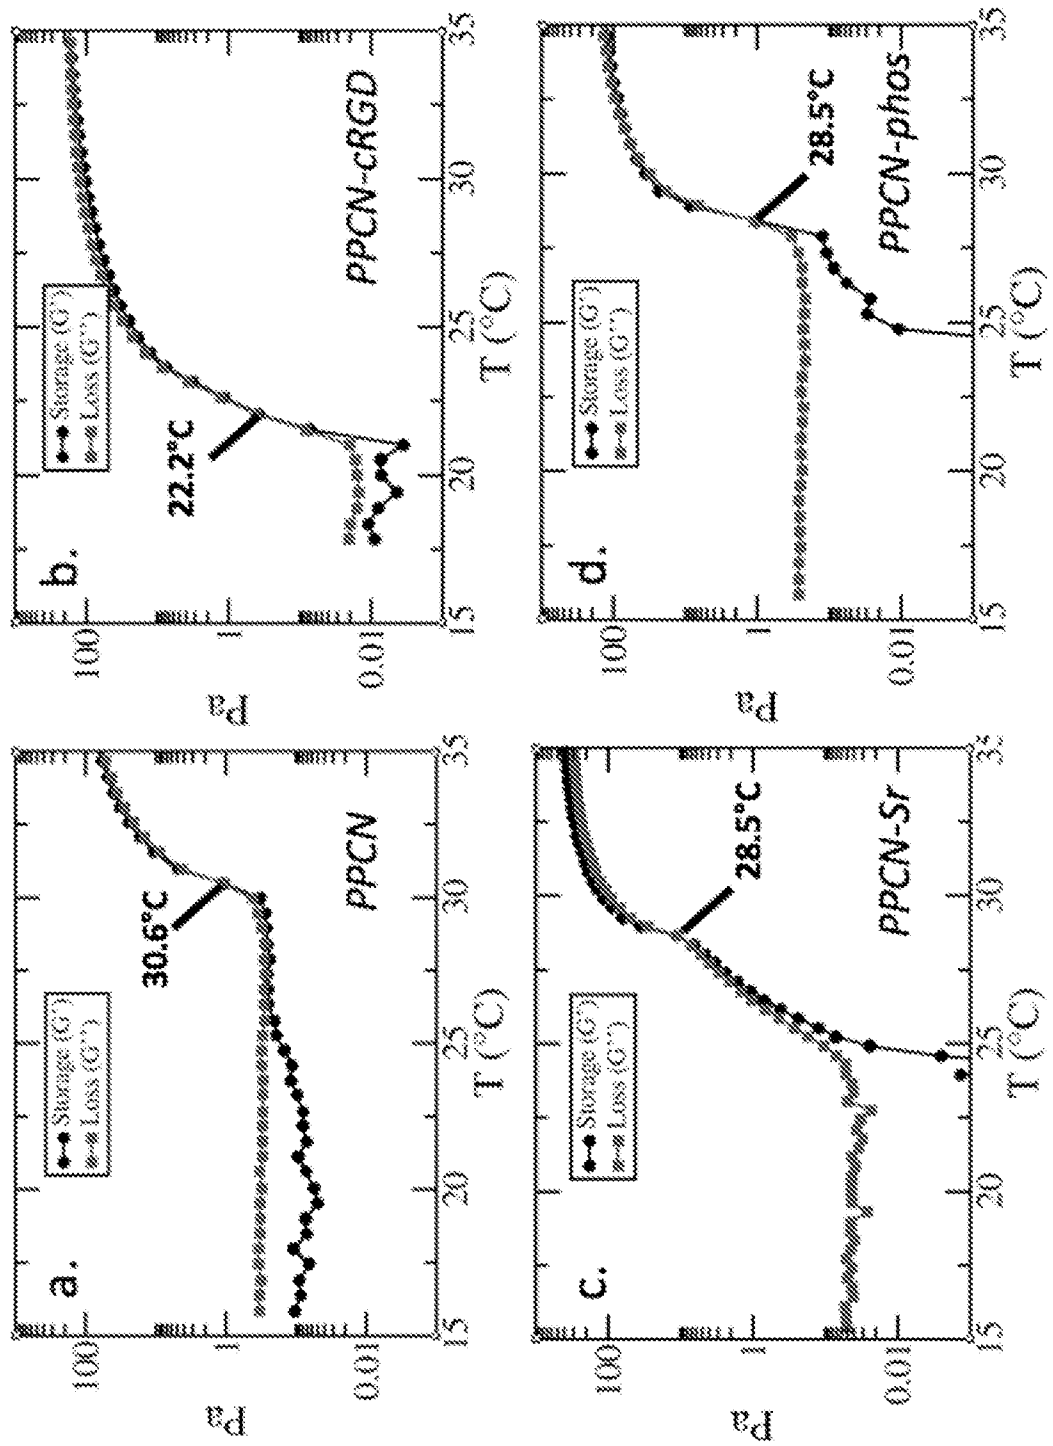 a.
Storage (G')
Loss (G'')
30.6°C
PPCN
Pa
100
1
0.01
15
20
25
30
35
T (°C)
b.
Storage (G')
Loss (G'')
22.2°C
PPCN-cRGD
Pa
100
1
0.01
15
20
25
30
35
T (°C)
c.
Storage (G')
Loss (G'')
28.5°C
PPCN-Sr
Pa
100
1
0.01
15
20
25
30
35
T (°C)
d.
Storage (G')
Loss (G'')
28.5°C
PPCN-phos
Pa
100
1
0.01
15
20
25
30
35
T (°C)